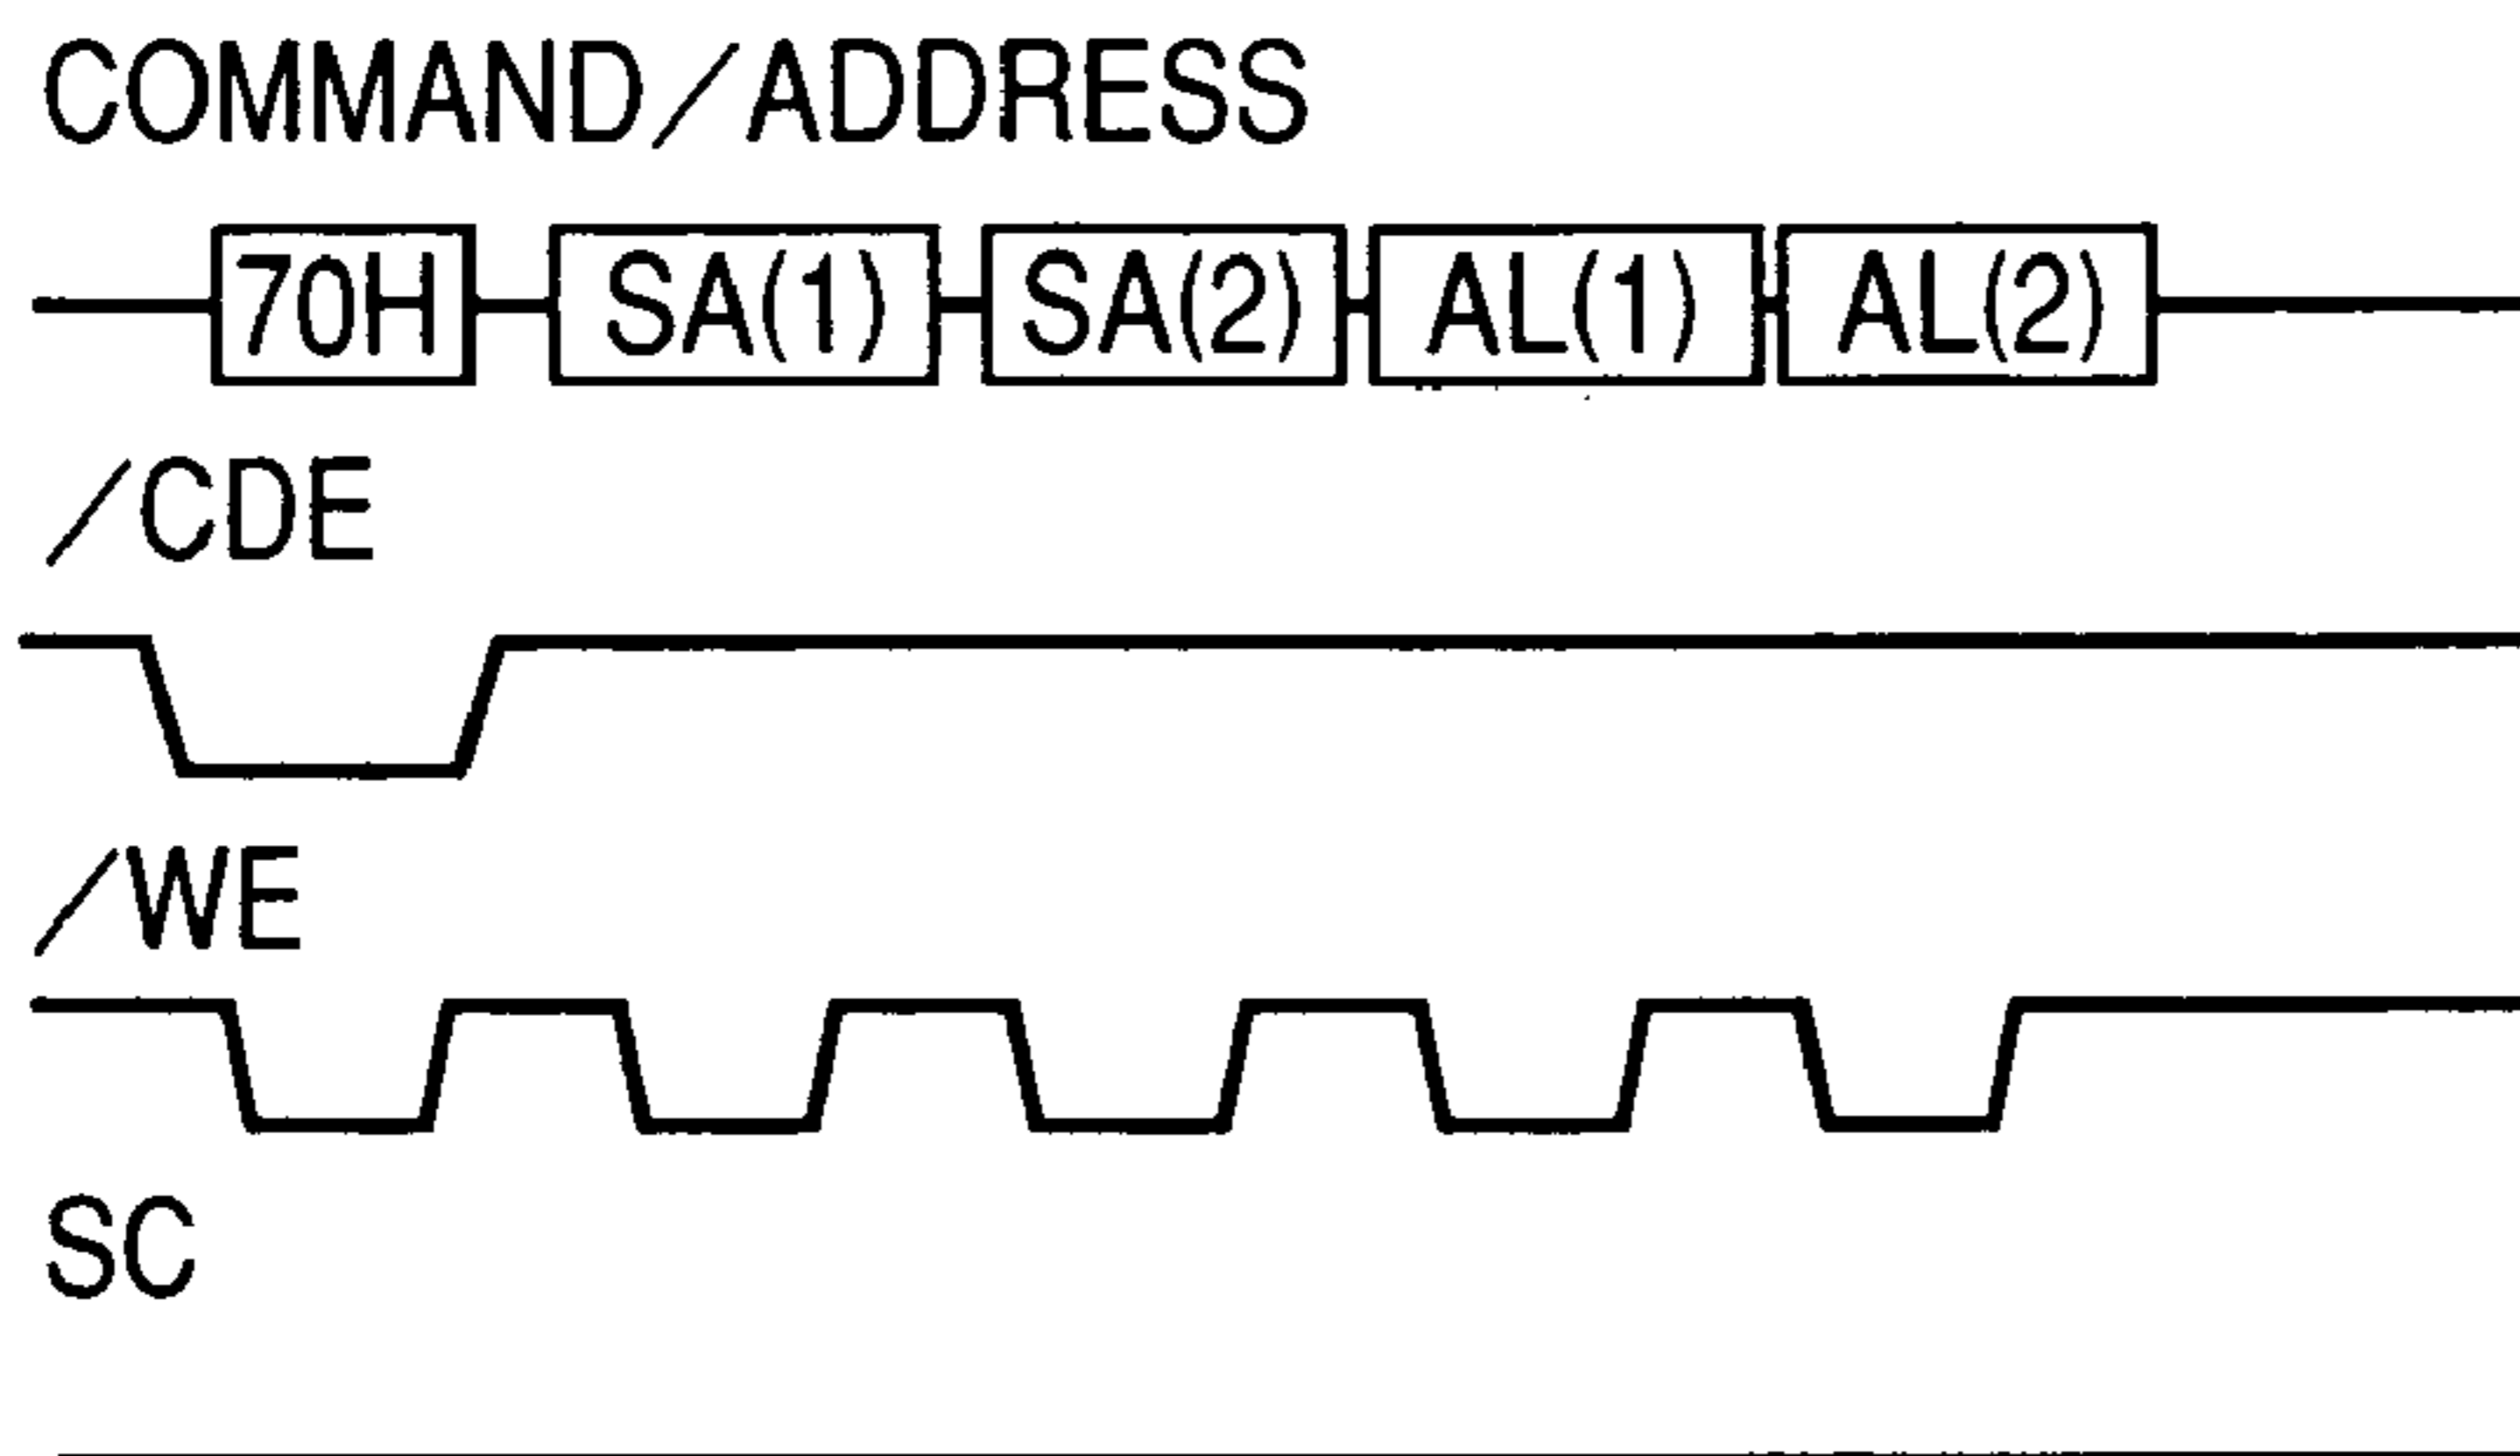 COMMAND/ADDRESS
70H SA(1) SA(2) AL(1) AL(2)
/CDE
/WE
SC